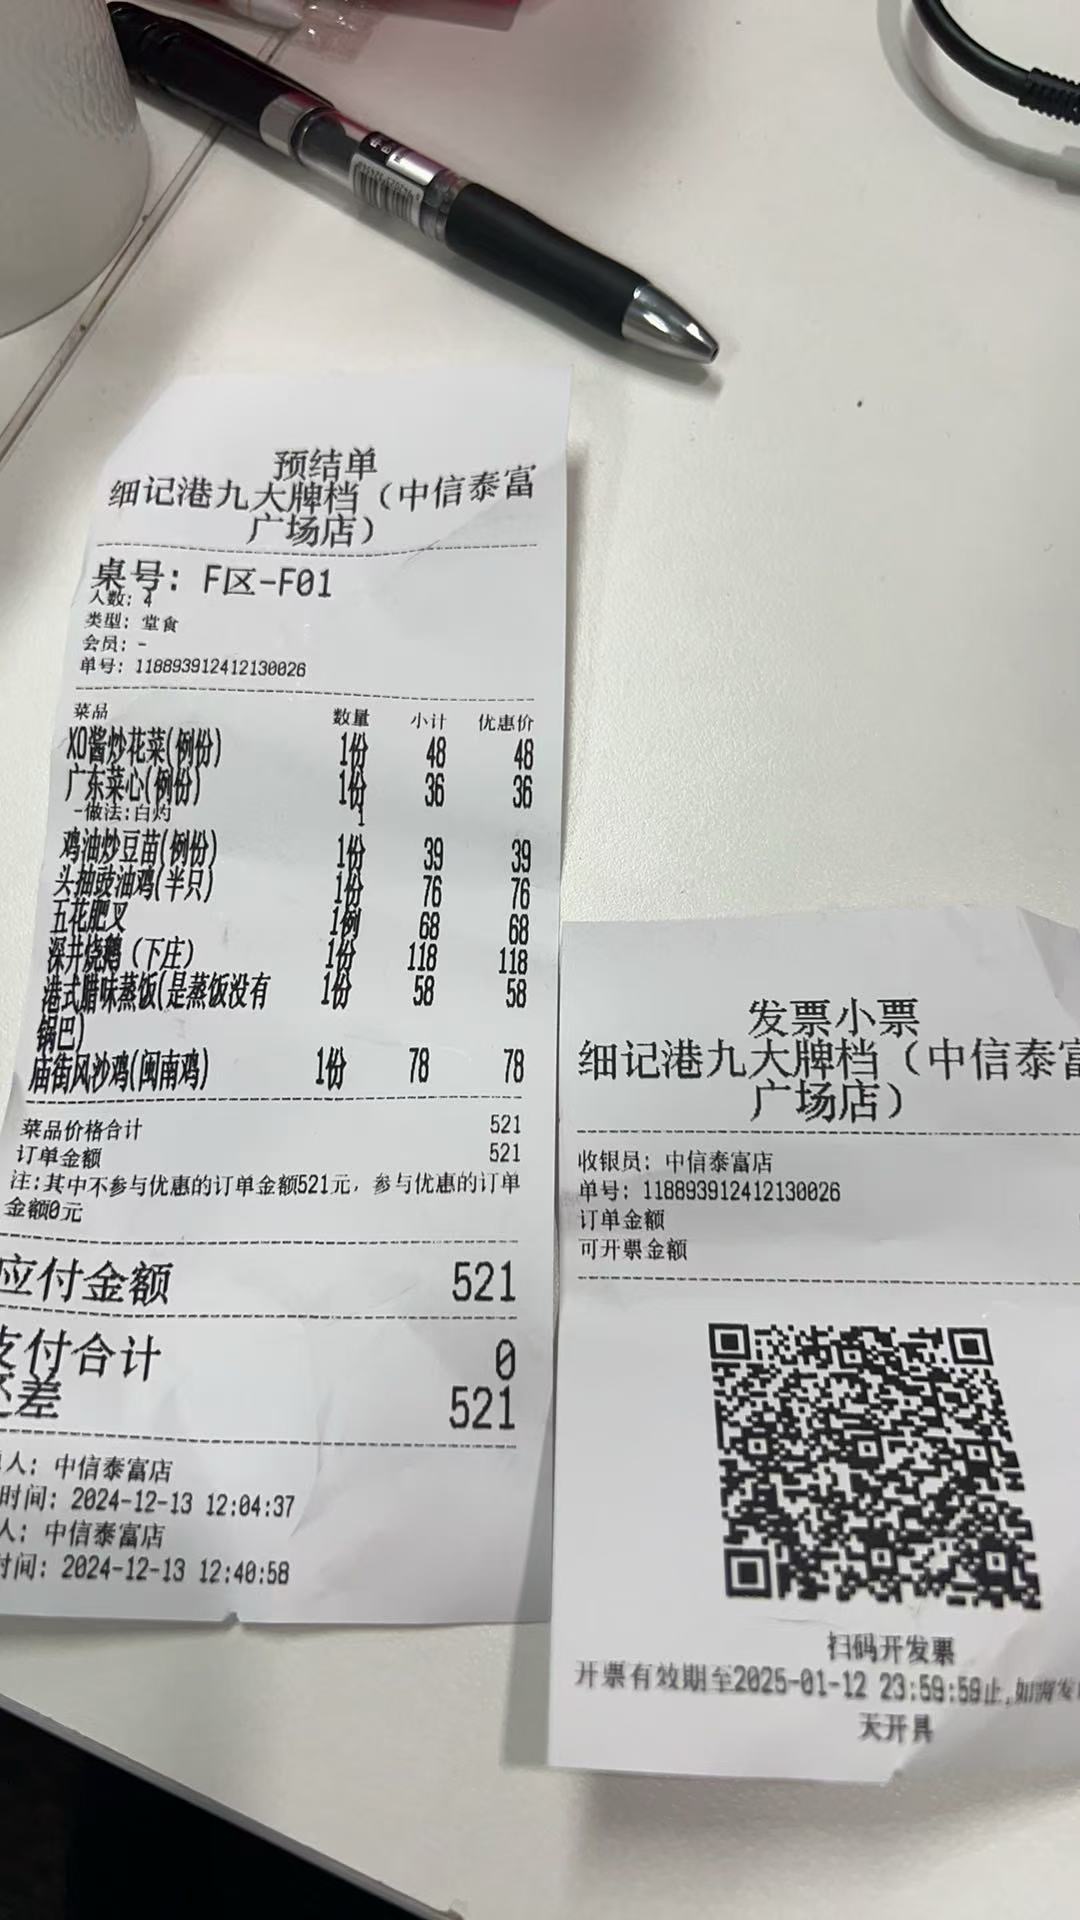 预结单
细记港九大牌档（中信泰富
广场店）
桌号: F区-F01
人数: 4
类型: 堂食
会员: -
单号: 118893912412130026
菜品 数量 小计 优惠价
XO酱炒花菜(例份) 1份 48 48
广东菜心(例份) 1份 36 36
-做法:白灼 1
鸡油炒豆苗(例份) 1份 39 39
头抽豉油鸡(半只) 1份 76 76
五花肥叉 1例 68 68
深井烧鹅（下庄） 1份 118 118
港式腊味蒸饭(是蒸饭没有 1份 58 58
锅巴)
庙街风沙鸡(闽南鸡) 1份 78 78
菜品价格合计 521
订单金额 521
注:其中不参与优惠的订单金额521元，参与优惠的订单
金额0元
应付金额 521
支付合计 0
还差 521
人: 中信泰富店
时间: 2024-12-13 12:04:37
人: 中信泰富店
时间: 2024-12-13 12:40:58
发票小票
细记港九大牌档（中信泰富
广场店）
收银员: 中信泰富店
单号: 118893912412130026
订单金额
可开票金额
扫码开发票
开票有效期至2025-01-12 23:59:59止,如需发
天开具